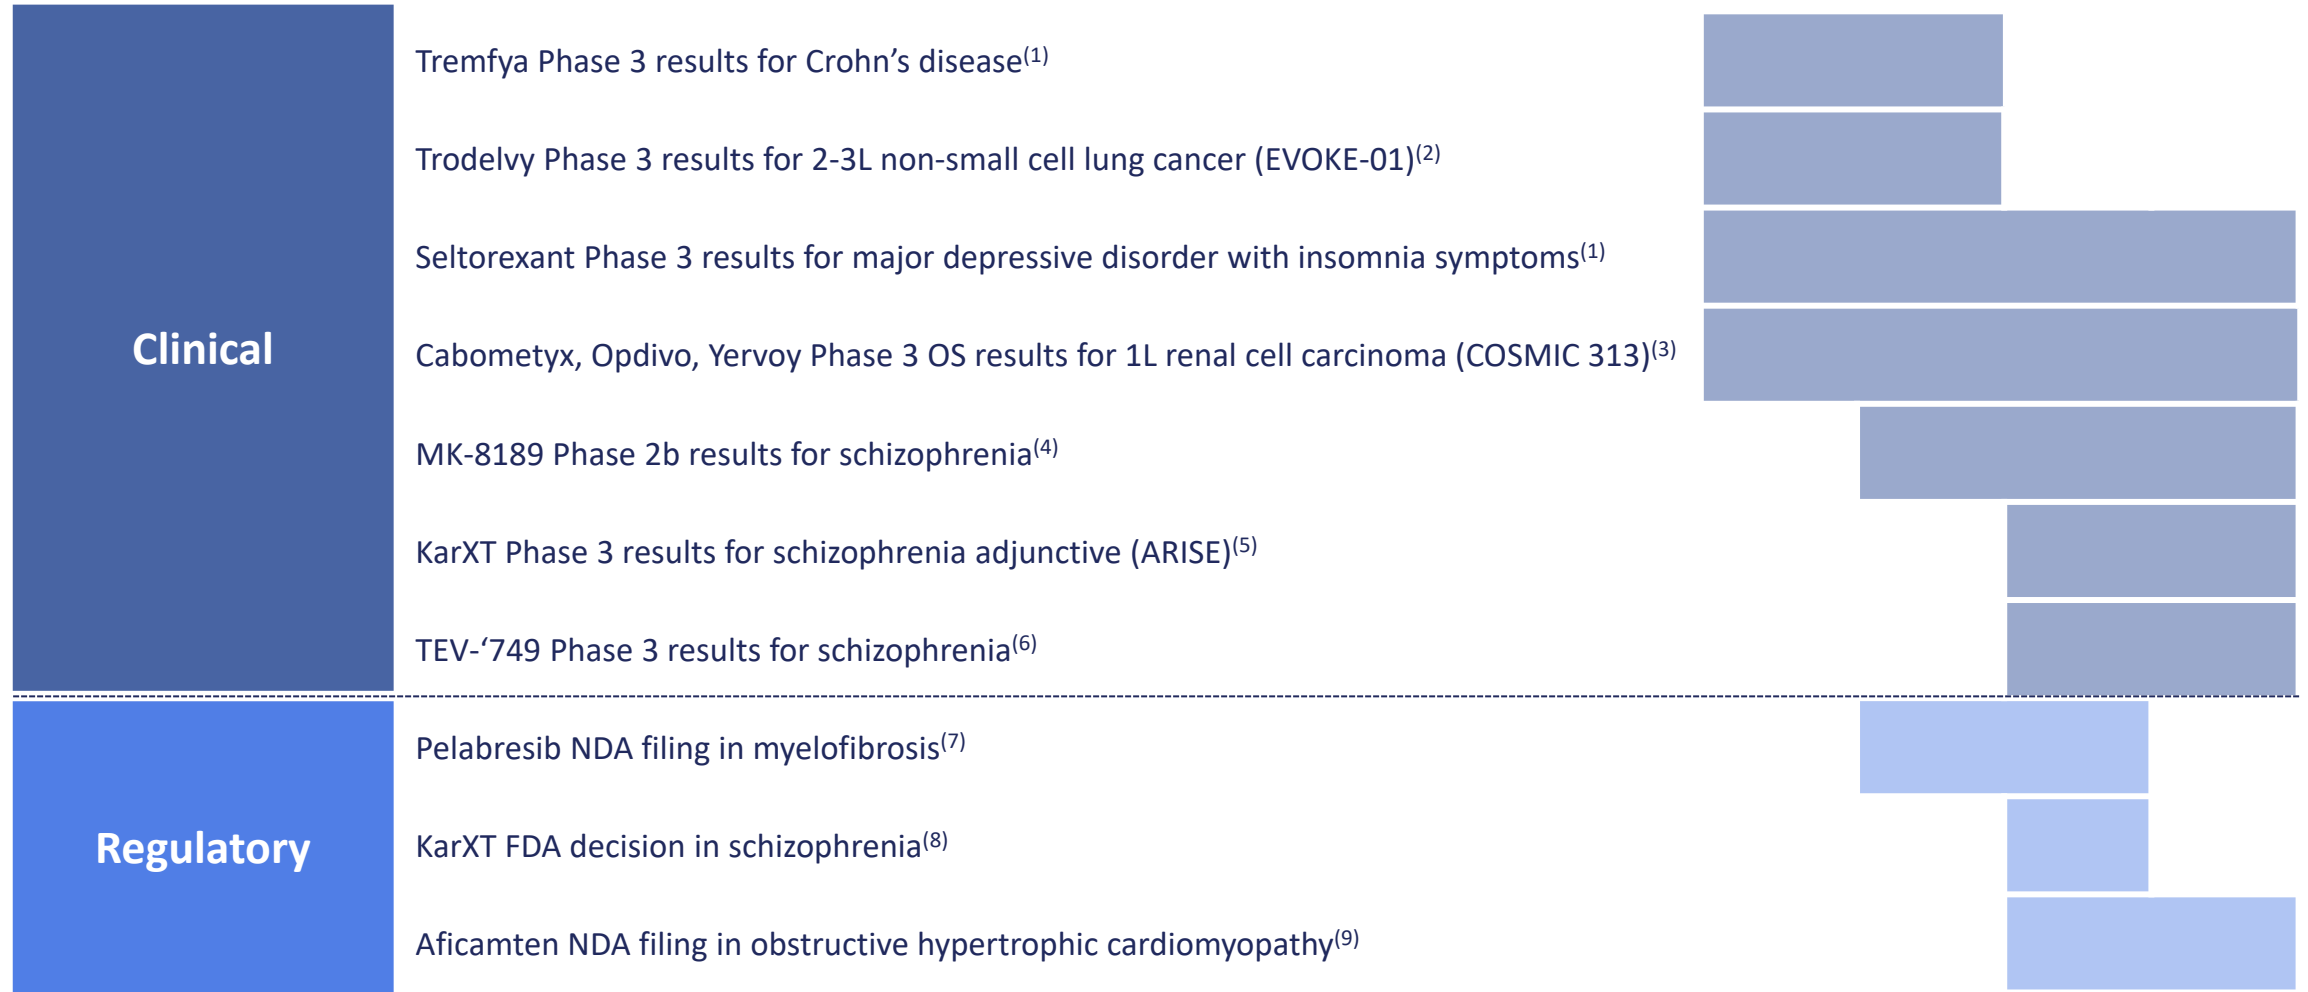 Clinical
Tremfya Phase 3 results for Crohn’s disease(1)
Trodelvy Phase 3 results for 2-3L non-small cell lung cancer (EVOKE-01)(2)
Seltorexant Phase 3 results for major depressive disorder with insomnia symptoms(1)
Cabometyx, Opdivo, Yervoy Phase 3 OS results for 1L renal cell carcinoma (COSMIC 313)(3)
MK-8189 Phase 2b results for schizophrenia(4)
KarXT Phase 3 results for schizophrenia adjunctive (ARISE)(5)
TEV-‘749 Phase 3 results for schizophrenia(6)
Regulatory
Pelabresib NDA filing in myelofibrosis(7)
KarXT FDA decision in schizophrenia(8)
Aficamten NDA filing in obstructive hypertrophic cardiomyopathy(9)